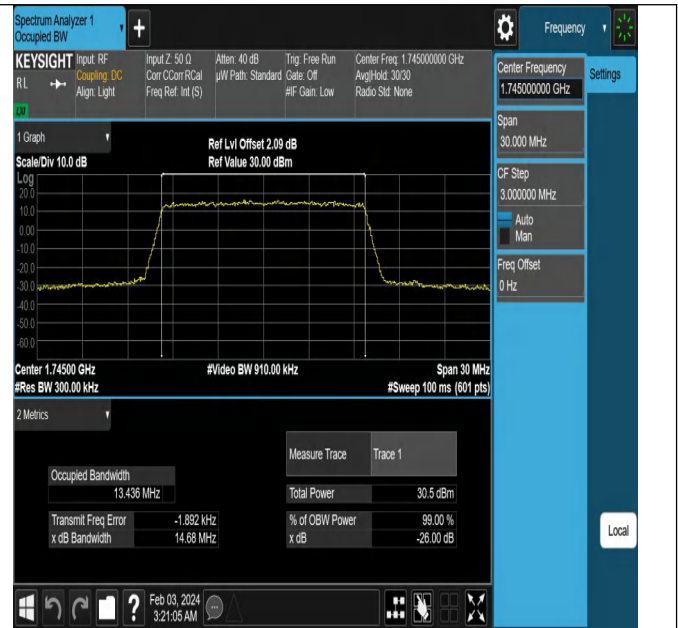 Spectrum Analyzer 1
Occupied BW
+
Frequency
KEYSIGHT
RL
LXI
Input: RF
Coupling: DC
Align: Light
Input Z: 50 Ω
Corr CCorr RCal
Freq Ref: Int (S)
Atten: 40 dB
µW Path: Standard
Trig: Free Run
Gate: Off
#IF Gain: Low
Center Freq: 1.745000000 GHz
Avg|Hold: 30/30
Radio Std: None
Center Frequency
1.745000000 GHz
Settings
Span
30.000 MHz
CF Step
3.000000 MHz
Auto
Man
Freq Offset
0 Hz
Local
1 Graph
Scale/Div 10.0 dB
Ref Lvl Offset 2.09 dB
Ref Value 30.00 dBm
Log
20.0
10.0
0.00
-10.0
-20.0
-30.0
-40.0
-50.0
-60.0
Center 1.74500 GHz
#Video BW 910.00 kHz
Span 30 MHz
#Res BW 300.00 kHz
#Sweep 100 ms (601 pts)
2 Metrics
Measure Trace
Trace 1
Occupied Bandwidth
13.436 MHz
Total Power
30.5 dBm
Transmit Freq Error
-1.892 kHz
% of OBW Power
99.00 %
x dB Bandwidth
14.68 MHz
x dB
-26.00 dB
?
Feb 03, 2024
3:21:05 AM